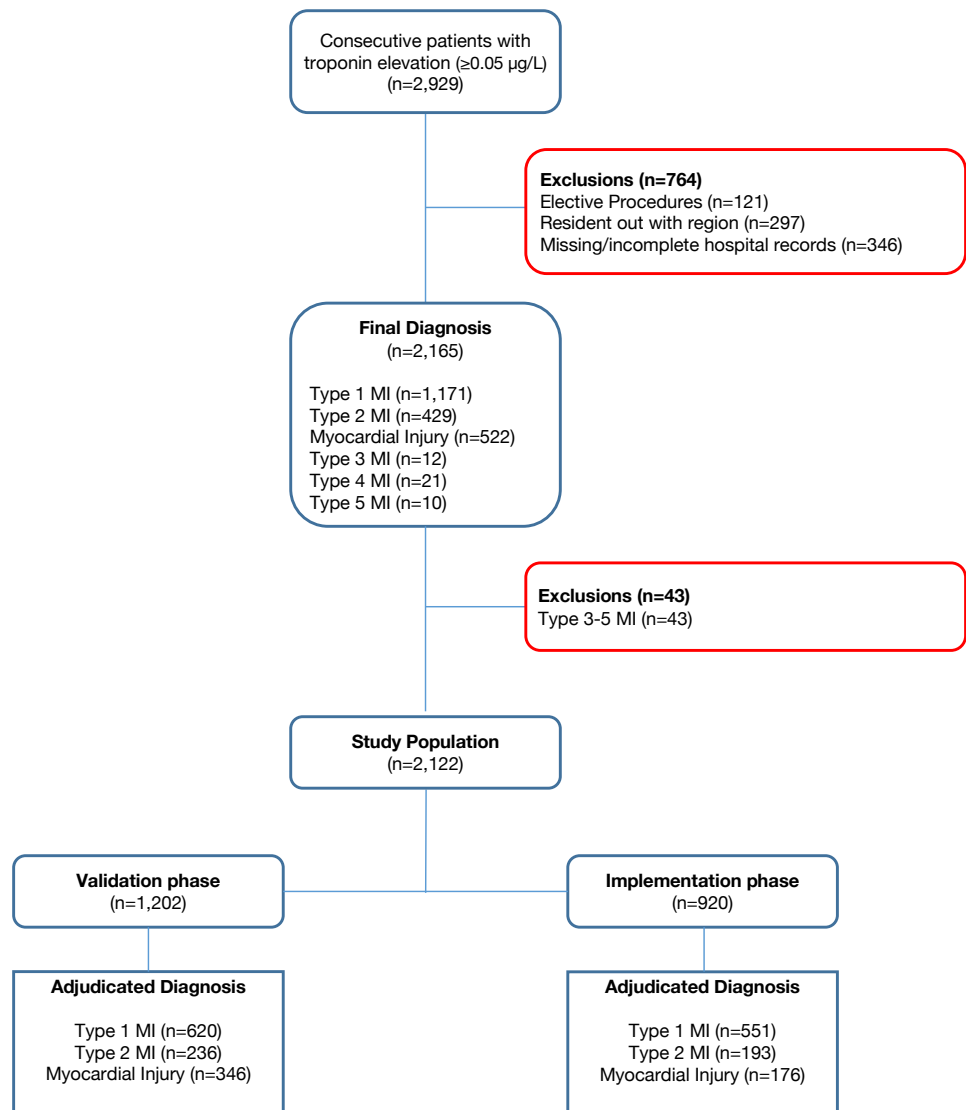 Consecutive patients with
troponin elevation (≥0.05 µg/L)
(n=2,929)
Exclusions (n=764)
Elective Procedures (n=121)
Resident out with region (n=297)
Missing/incomplete hospital records (n=346)
Final Diagnosis
(n=2,165)
Type 1 MI (n=1,171)
Type 2 MI (n=429)
Myocardial Injury (n=522)
Type 3 MI (n=12)
Type 4 MI (n=21)
Type 5 MI (n=10)
Exclusions (n=43)
Type 3-5 MI (n=43)
Study Population
(n=2,122)
Validation phase
(n=1,202)
Implementation phase
(n=920)
Adjudicated Diagnosis
Type 1 MI (n=620)
Type 2 MI (n=236)
Myocardial Injury (n=346)
Adjudicated Diagnosis
Type 1 MI (n=551)
Type 2 MI (n=193)
Myocardial Injury (n=176)